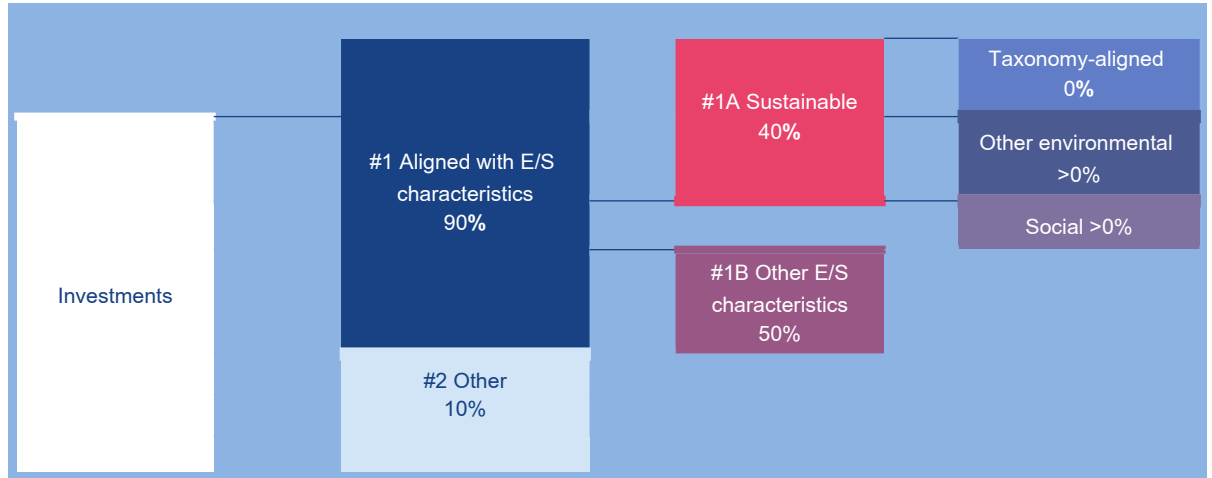 Investments
#1 Aligned with E/S
characteristics
90%
#2 Other
10%
#1A Sustainable
40%
#1B Other E/S
characteristics
50%
Taxonomy-aligned
0%
Other environmental
>0%
Social >0%